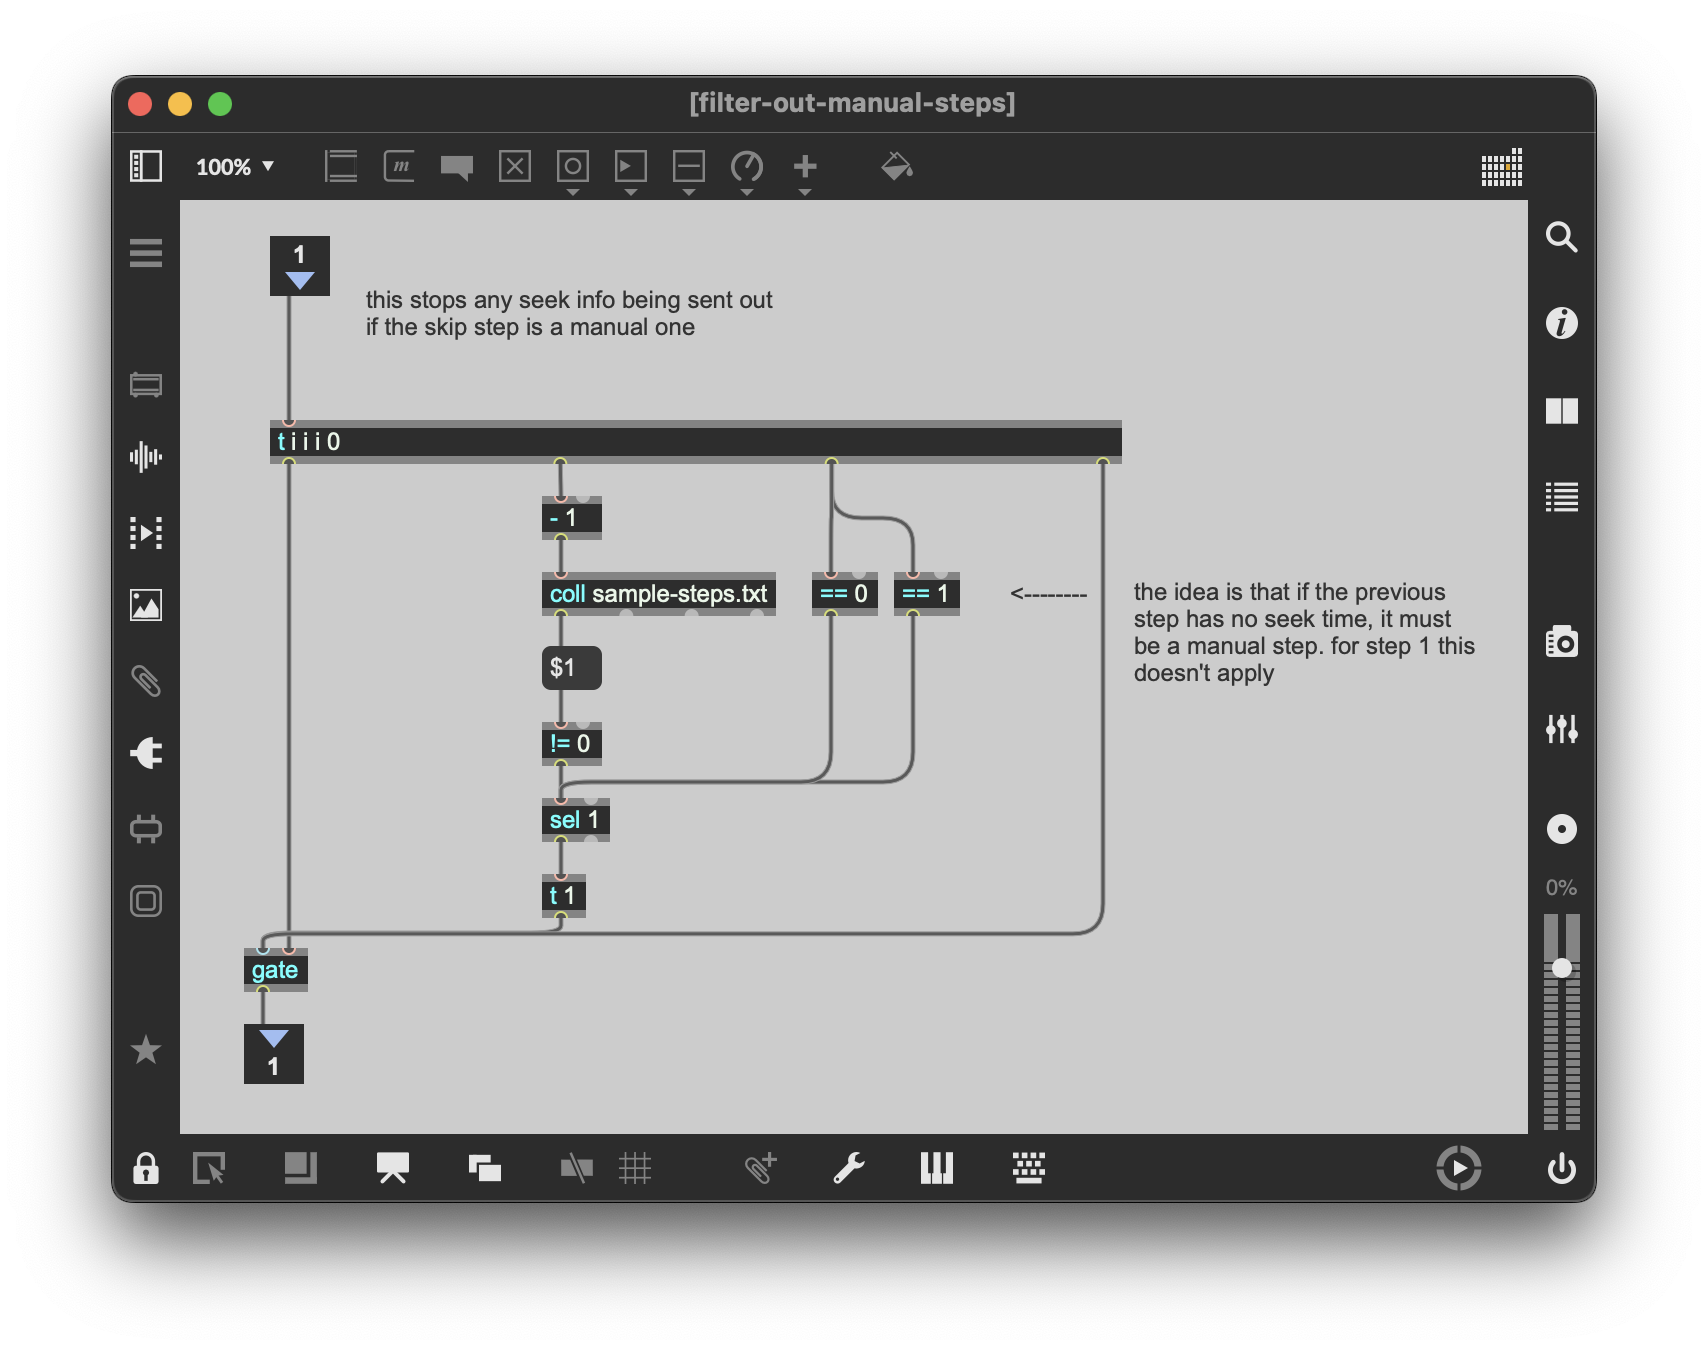 [filter-out-manual-steps]
100%
m
1
this stops any seek info being sent out
if the skip step is a manual one
t i i i 0
- 1
coll sample-steps.txt
== 0
== 1
<--------
the idea is that if the previous
step has no seek time, it must
be a manual step. for step 1 this
doesn't apply
$1
!= 0
sel 1
t 1
gate
1
0%